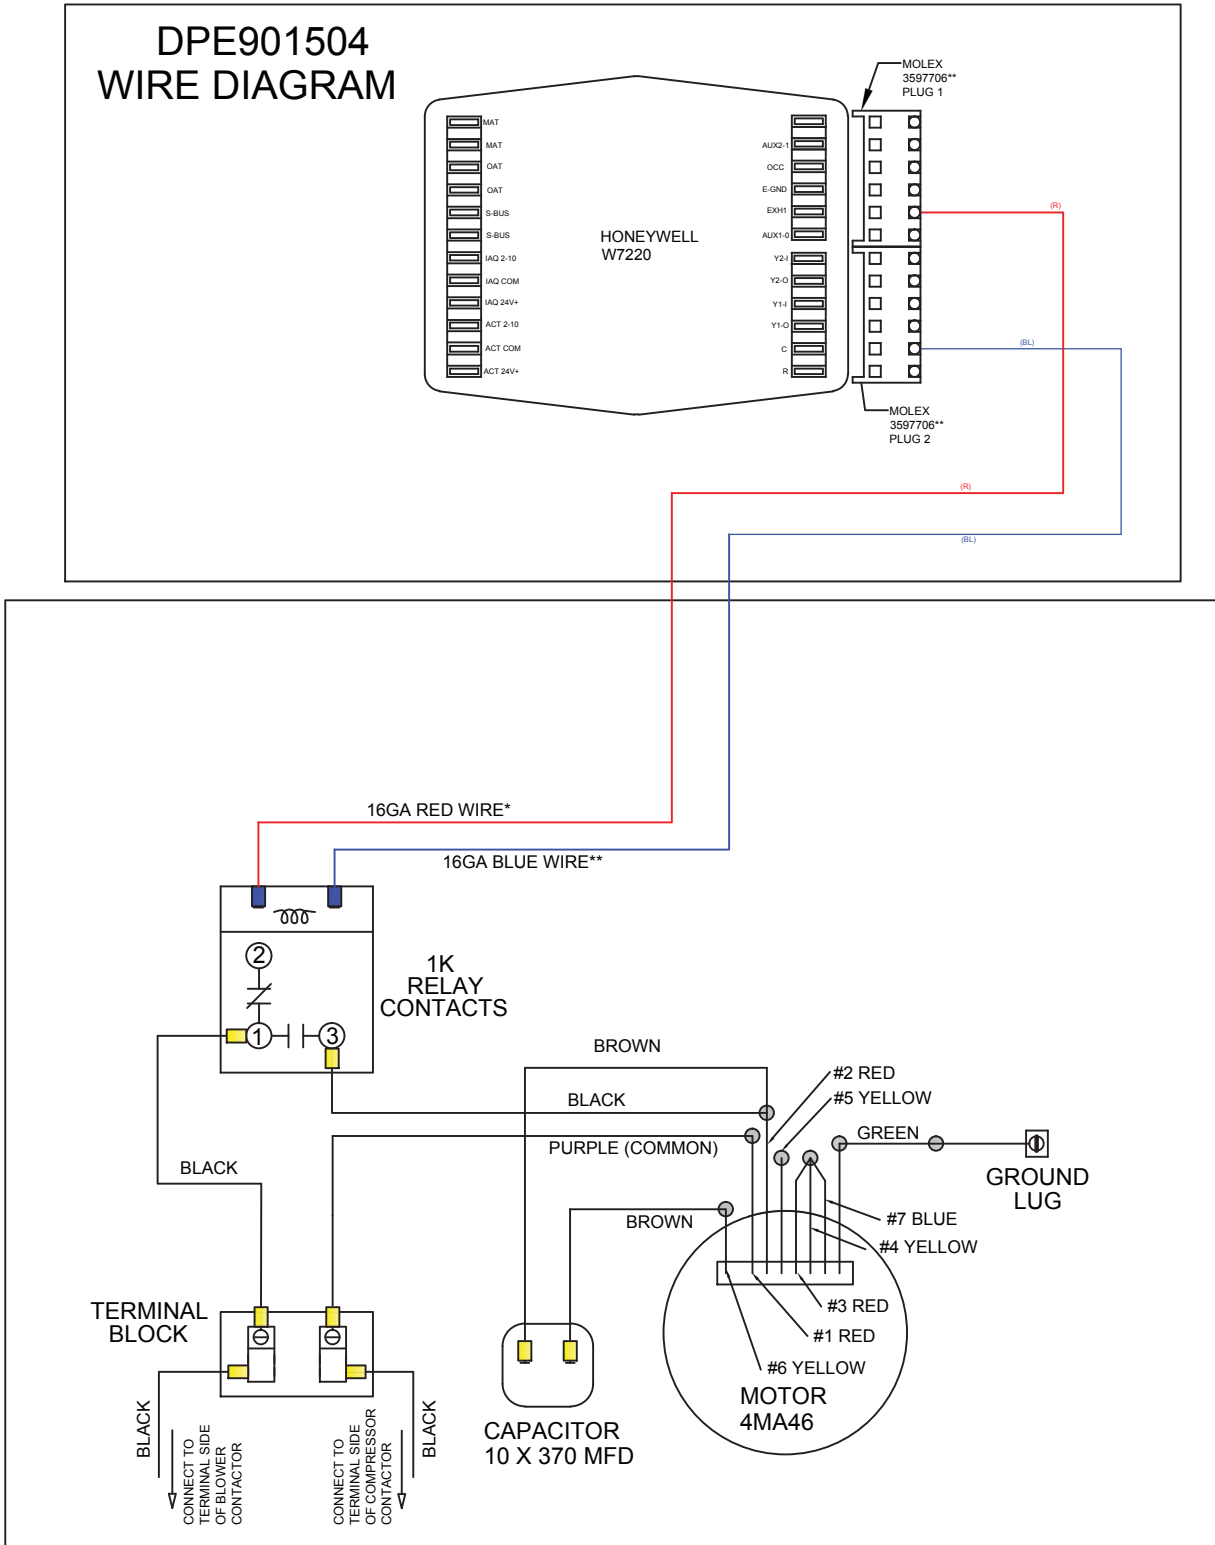 DPE901504
WIRE DIAGRAM
MOLEX
3597706**
PLUG 1
MAT
MAT
OAT
OAT
S-BUS
S-BUS
IAQ 2-10
IAQ COM
IAQ 24V+
ACT 2-10
ACT COM
ACT 24V+
HONEYWELL
W7220
AUX2-1
OCC
E-GND
EXH1
AUX1-0
Y2-I
Y2-O
Y1-I
Y1-O
C
R
(R)
(BL)
MOLEX
3597706**
PLUG 2
(R)
(BL)
16GA RED WIRE*
16GA BLUE WIRE**
2
1
3
1K
RELAY
CONTACTS
BROWN
BLACK
PURPLE (COMMON)
BLACK
BROWN
#2 RED
#5 YELLOW
GREEN
GROUND
LUG
#7 BLUE
#4 YELLOW
#3 RED
#1 RED
#6 YELLOW
MOTOR
4MA46
TERMINAL
BLOCK
CAPACITOR
10 X 370 MFD
BLACK
CONNECT TO
TERMINAL SIDE
OF BLOWER
CONTACTOR
CONNECT TO
TERMINAL SIDE
OF COMPRESSOR
CONTACTOR
BLACK